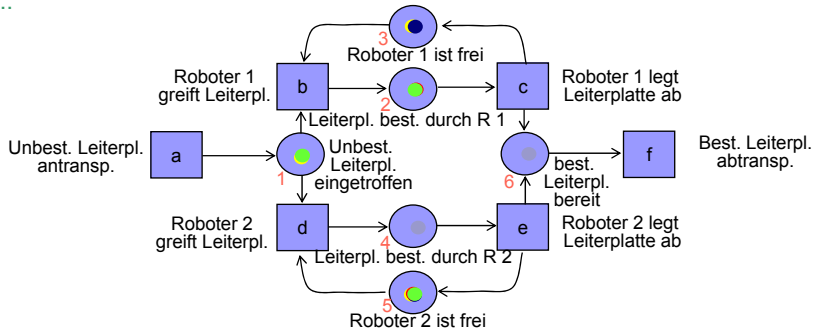 ..
3
Roboter 1 ist frei
Roboter 1
greift Leiterpl.
b
2
c
Roboter 1 legt
Leiterplatte ab
Leiterpl. best. durch R 1
Unbest. Leiterpl.
antransp.
a
1
Unbest.
Leiterpl.
eingetroffen
6
best.
Leiterpl.
bereit
f
Best. Leiterpl.
abtransp.
Roboter 2
greift Leiterpl.
d
4
e
Roboter 2 legt
Leiterplatte ab
Leiterpl. best. durch R 2
5
Roboter 2 ist frei